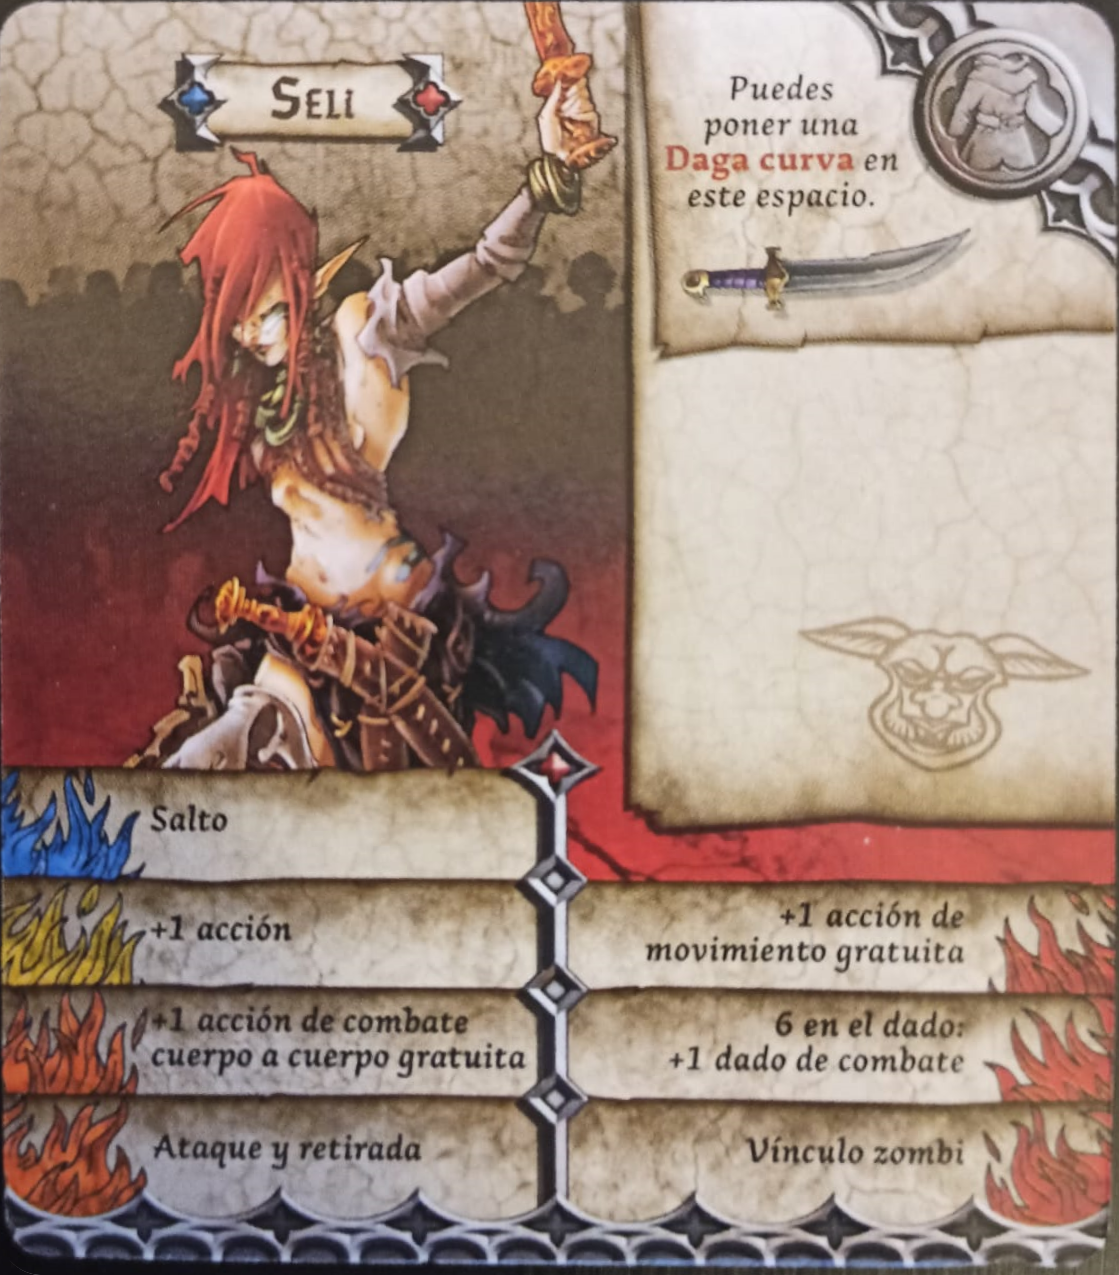 Seli
Puedes
poner una
Daga curva en
este espacio.
Salto
+1 acción
+1 acción de combate
cuerpo a cuerpo gratuita
Ataque y retirada
+1 acción de
movimiento gratuita
6 en el dado:
+1 dado de combate
Vínculo zombi